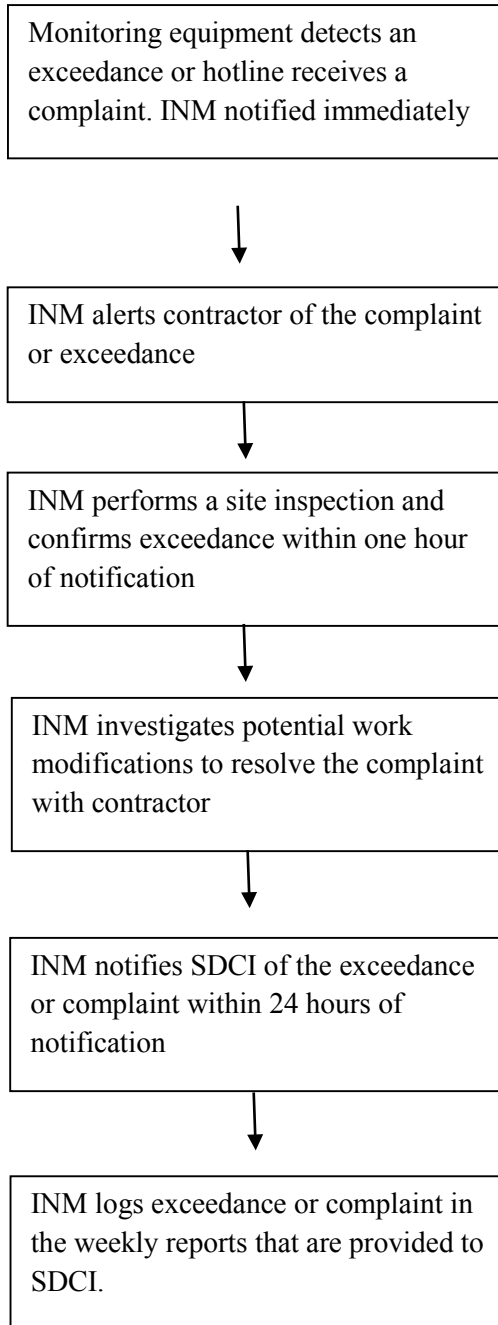 Monitoring equipment detects an
exceedance or hotline receives a
complaint. INM notified immediately
INM alerts contractor of the complaint
or exceedance
INM performs a site inspection and
confirms exceedance within one hour
of notification
INM investigates potential work
modifications to resolve the complaint
with contractor
INM notifies SDCI of the exceedance
or complaint within 24 hours of
notification
INM logs exceedance or complaint in
the weekly reports that are provided to
SDCI.